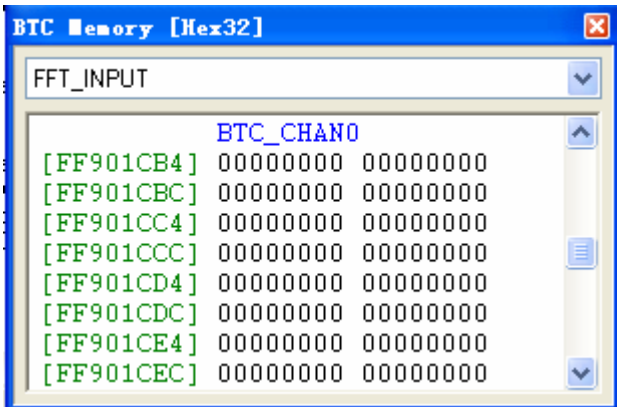 BTC Memory [Hex32]
FFT_INPUT
BTC_CHAN0
[FF901CB4] 00000000 00000000
[FF901CBC] 00000000 00000000
[FF901CC4] 00000000 00000000
[FF901CCC] 00000000 00000000
[FF901CD4] 00000000 00000000
[FF901CDC] 00000000 00000000
[FF901CE4] 00000000 00000000
[FF901CEC] 00000000 00000000